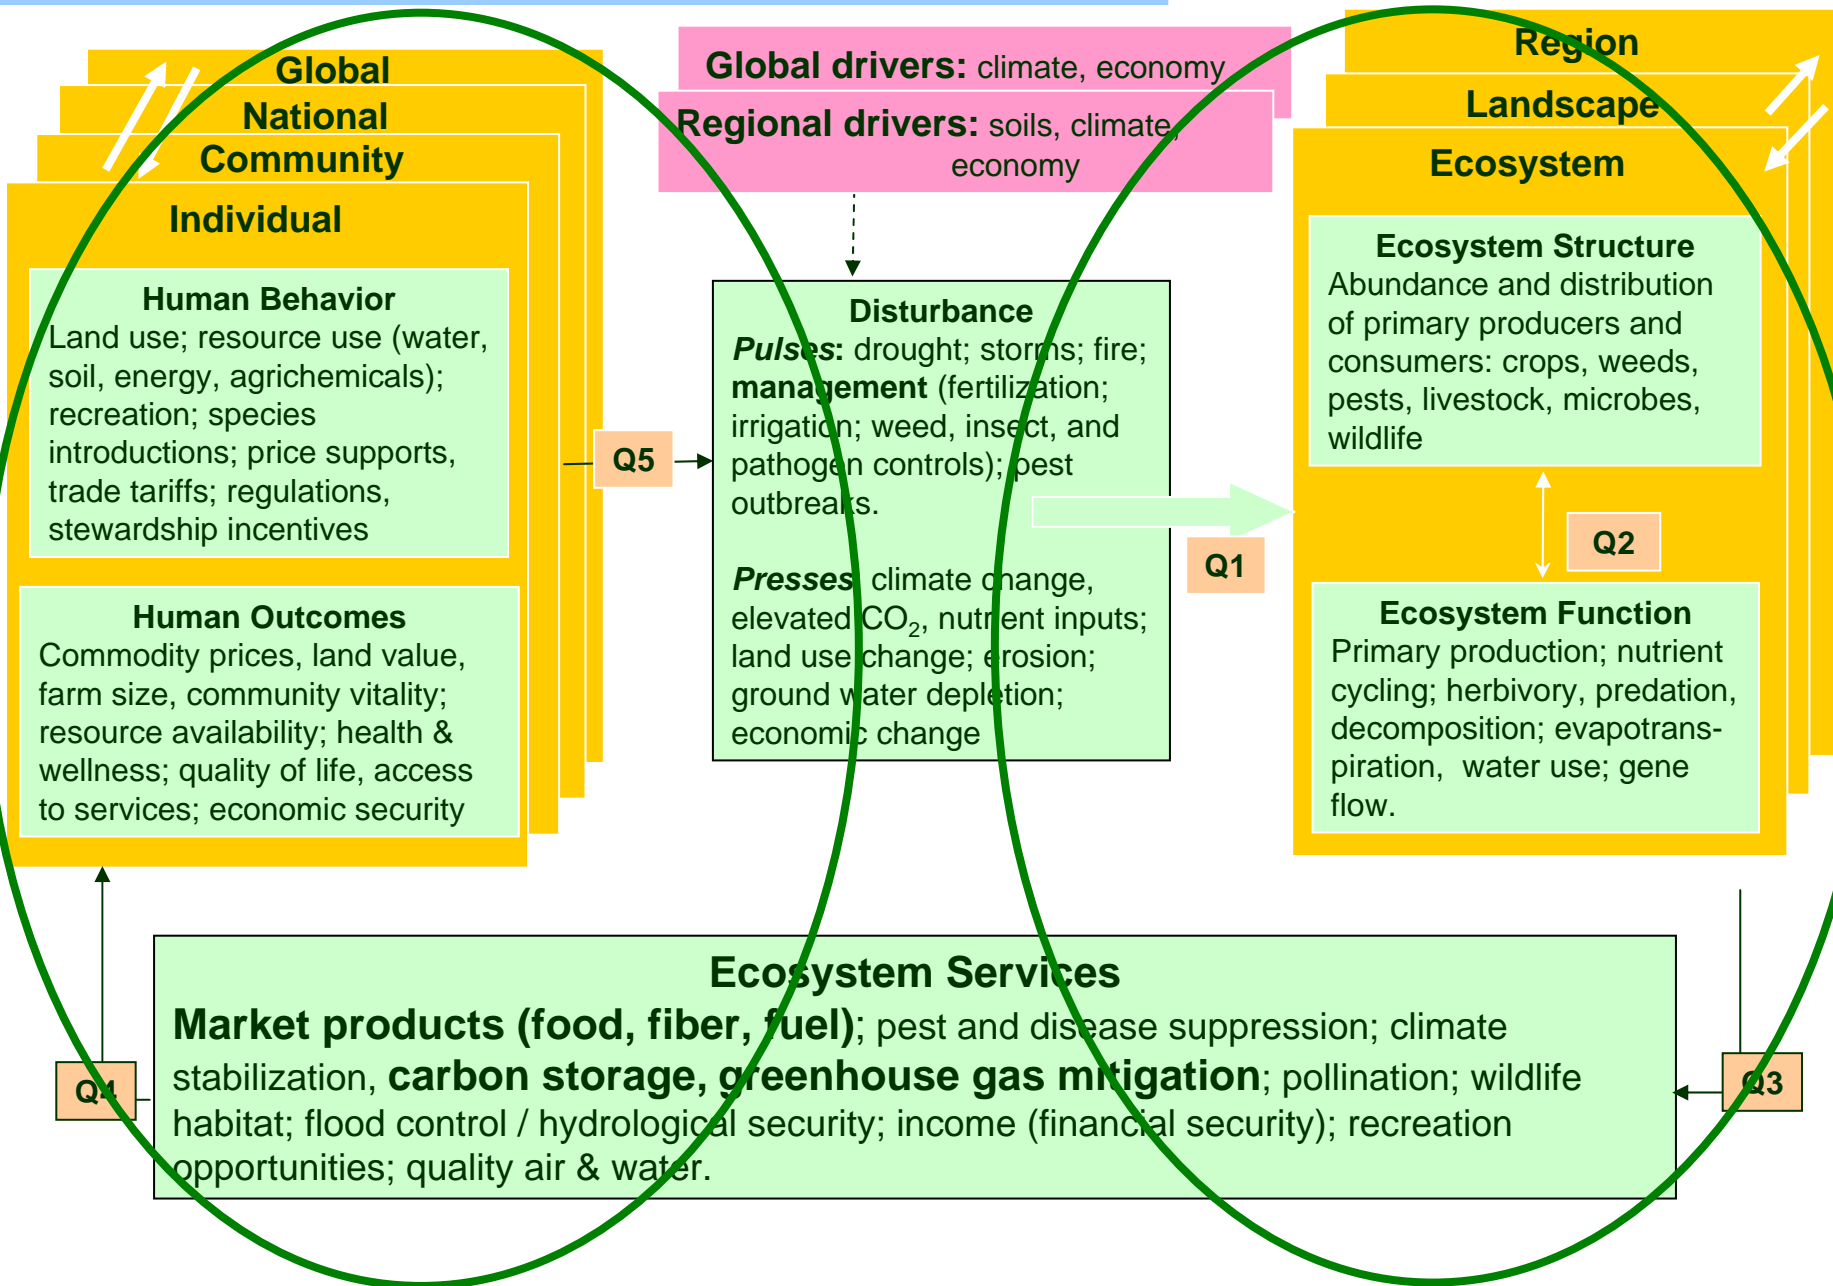 Global
National
Community
Individual
Human Behavior
Land use; resource use (water,
soil, energy, agrichemicals);
recreation; species
introductions; price supports,
trade tariffs; regulations,
stewardship incentives
Human Outcomes
Commodity prices, land value,
farm size, community vitality;
resource availability; health &
wellness; quality of life, access
to services; economic security
Q5
Global drivers: climate, economy
Regional drivers: soils, climate,
economy
Disturbance
Pulses: drought; storms; fire;
management (fertilization;
irrigation; weed, insect, and
pathogen controls); pest
outbreaks.
Presses: climate change,
elevated CO₂, nutrient inputs;
land use change; erosion;
ground water depletion;
economic change
Q1
Region
Landscape
Ecosystem
Ecosystem Structure
Abundance and distribution
of primary producers and
consumers: crops, weeds,
pests, livestock, microbes,
wildlife
Q2
Ecosystem Function
Primary production; nutrient
cycling; herbivory, predation,
decomposition; evapotrans-
piration, water use; gene
flow.
Q4
Ecosystem Services
Market products (food, fiber, fuel); pest and disease suppression; climate
stabilization, carbon storage, greenhouse gas mitigation; pollination; wildlife
habitat; flood control / hydrological security; income (financial security); recreation
opportunities; quality air & water.
Q3